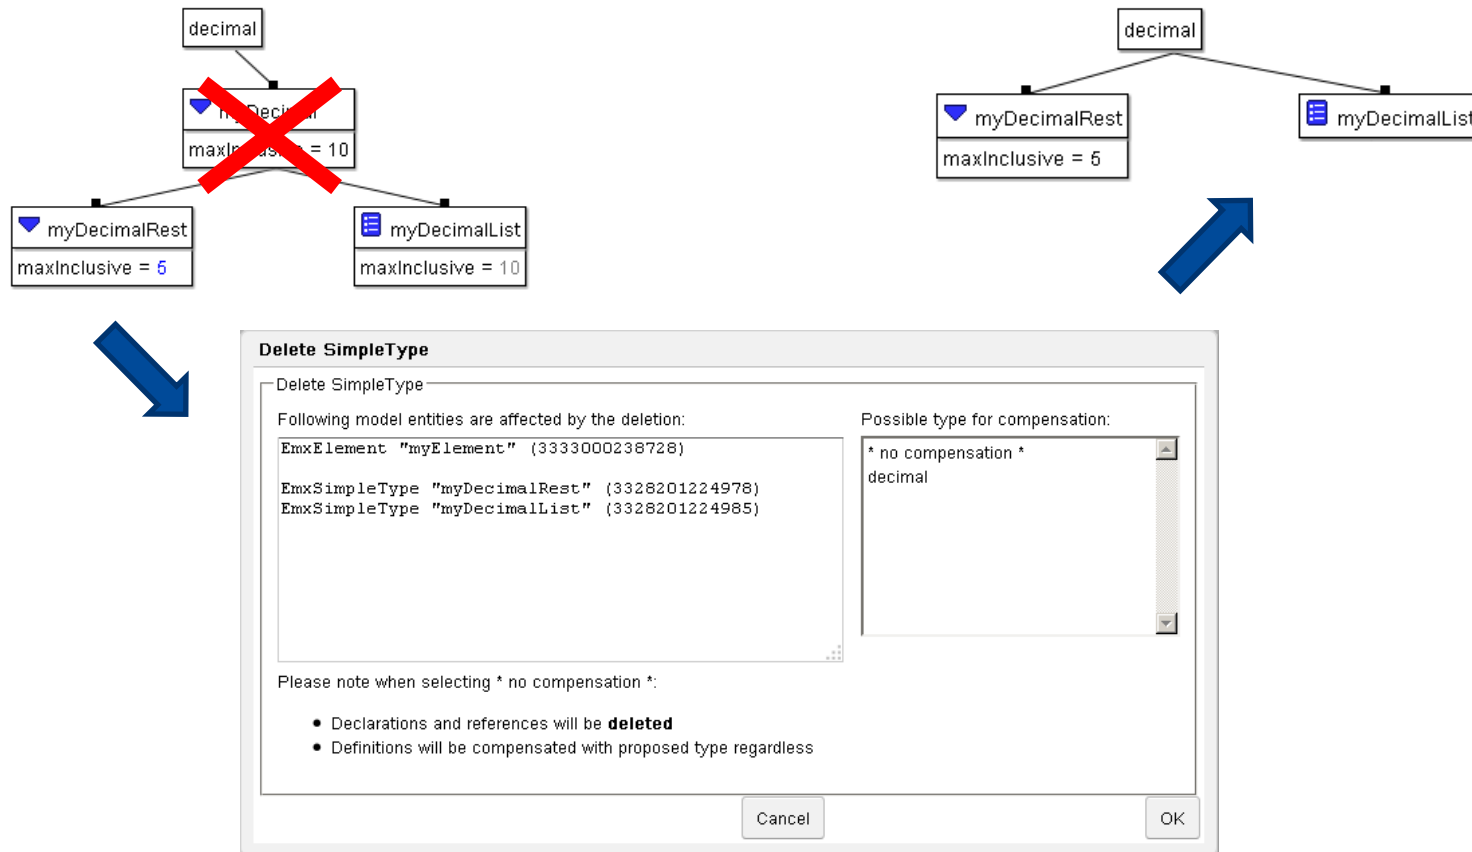 decimal
myDecimal
maxInclusive = 10
myDecimalRest
maxInclusive = 5
myDecimalList
maxInclusive = 10
decimal
myDecimalRest
maxInclusive = 5
myDecimalList
Delete SimpleType
Delete SimpleType
Following model entities are affected by the deletion:
EmxElement "myElement" (3333000238728)
EmxSimpleType "myDecimalRest" (3328201224978)
EmxSimpleType "myDecimalList" (3328201224985)
Possible type for compensation:
* no compensation *
decimal
Please note when selecting * no compensation *:
• Declarations and references will be deleted
• Definitions will be compensated with proposed type regardless
Cancel
OK